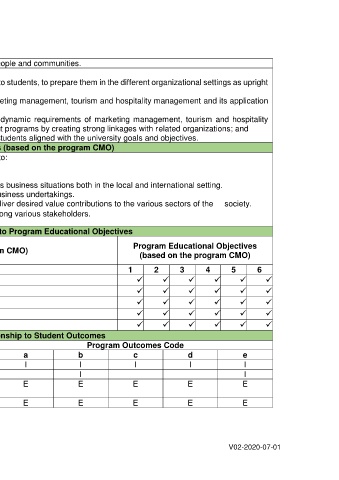 ople and communities.
o students, to prepare them in the different organizational settings as upright
eting management, tourism and hospitality management and its application
dynamic requirements of marketing management, tourism and hospitality
t programs by creating strong linkages with related organizations; and
tudents aligned with the university goals and objectives.
s (based on the program CMO)
to:
s business situations both in the local and international setting.
siness undertakings.
liver desired value contributions to the various sectors of the society.
ong various stakeholders.
to Program Educational Objectives
m CMO) Program Educational Objectives
(based on the program CMO)
1 2 3 4 5 6
✓ ✓ ✓ ✓ ✓ ✓
✓ ✓ ✓ ✓ ✓ ✓
✓ ✓ ✓ ✓ ✓ ✓
✓ ✓ ✓ ✓ ✓ ✓
✓ ✓ ✓ ✓ ✓ ✓
nship to Student Outcomes
Program Outcomes Code
a b c d e
I I I I I
I I
E E E E E
E E E E E
V02-2020-07-01